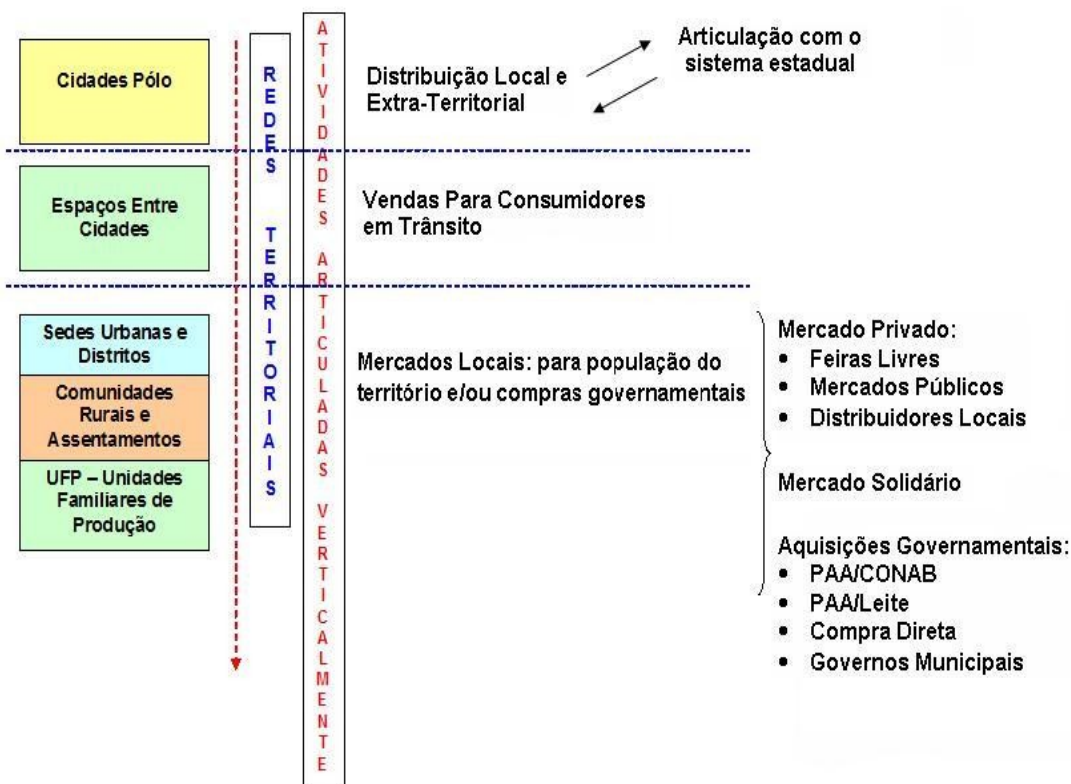 Cidades Pólo
Espaços Entre
Cidades
Sedes Urbanas e
Distritos
Comunidades
Rurais e
Assentamentos
UFP – Unidades
Familiares de
Produção
REDES TERRITORIAIS
ATIVIDADES ARTICULADAS VERTICALMENTE
Distribuição Local e
Extra-Territorial
Articulação com o
sistema estadual
Vendas Para Consumidores
em Trânsito
Mercados Locais: para população do
território e/ou compras governamentais
Mercado Privado:
• Feiras Livres
• Mercados Públicos
• Distribuidores Locais
Mercado Solidário
Aquisições Governamentais:
• PAA/CONAB
• PAA/Leite
• Compra Direta
• Governos Municipais